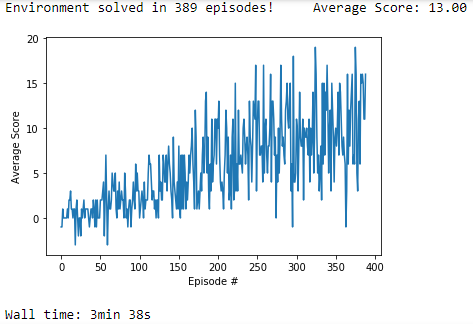 Environment solved in 389 episodes!     Average Score: 13.00
20
15
10
5
0
Average Score
0 50 100 150 200 250 300 350 400
Episode #
Wall time: 3min 38s